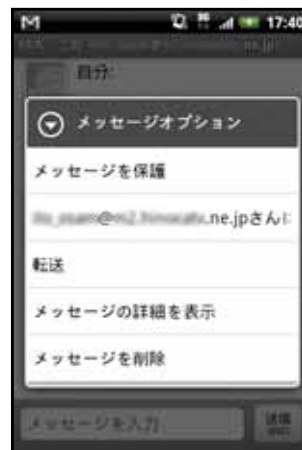 17:40
自分:
メッセージオプション
メッセージを保護
.ne.jpさんに
転送
メッセージの詳細を表示
メッセージを削除
メッセージを入力
送信